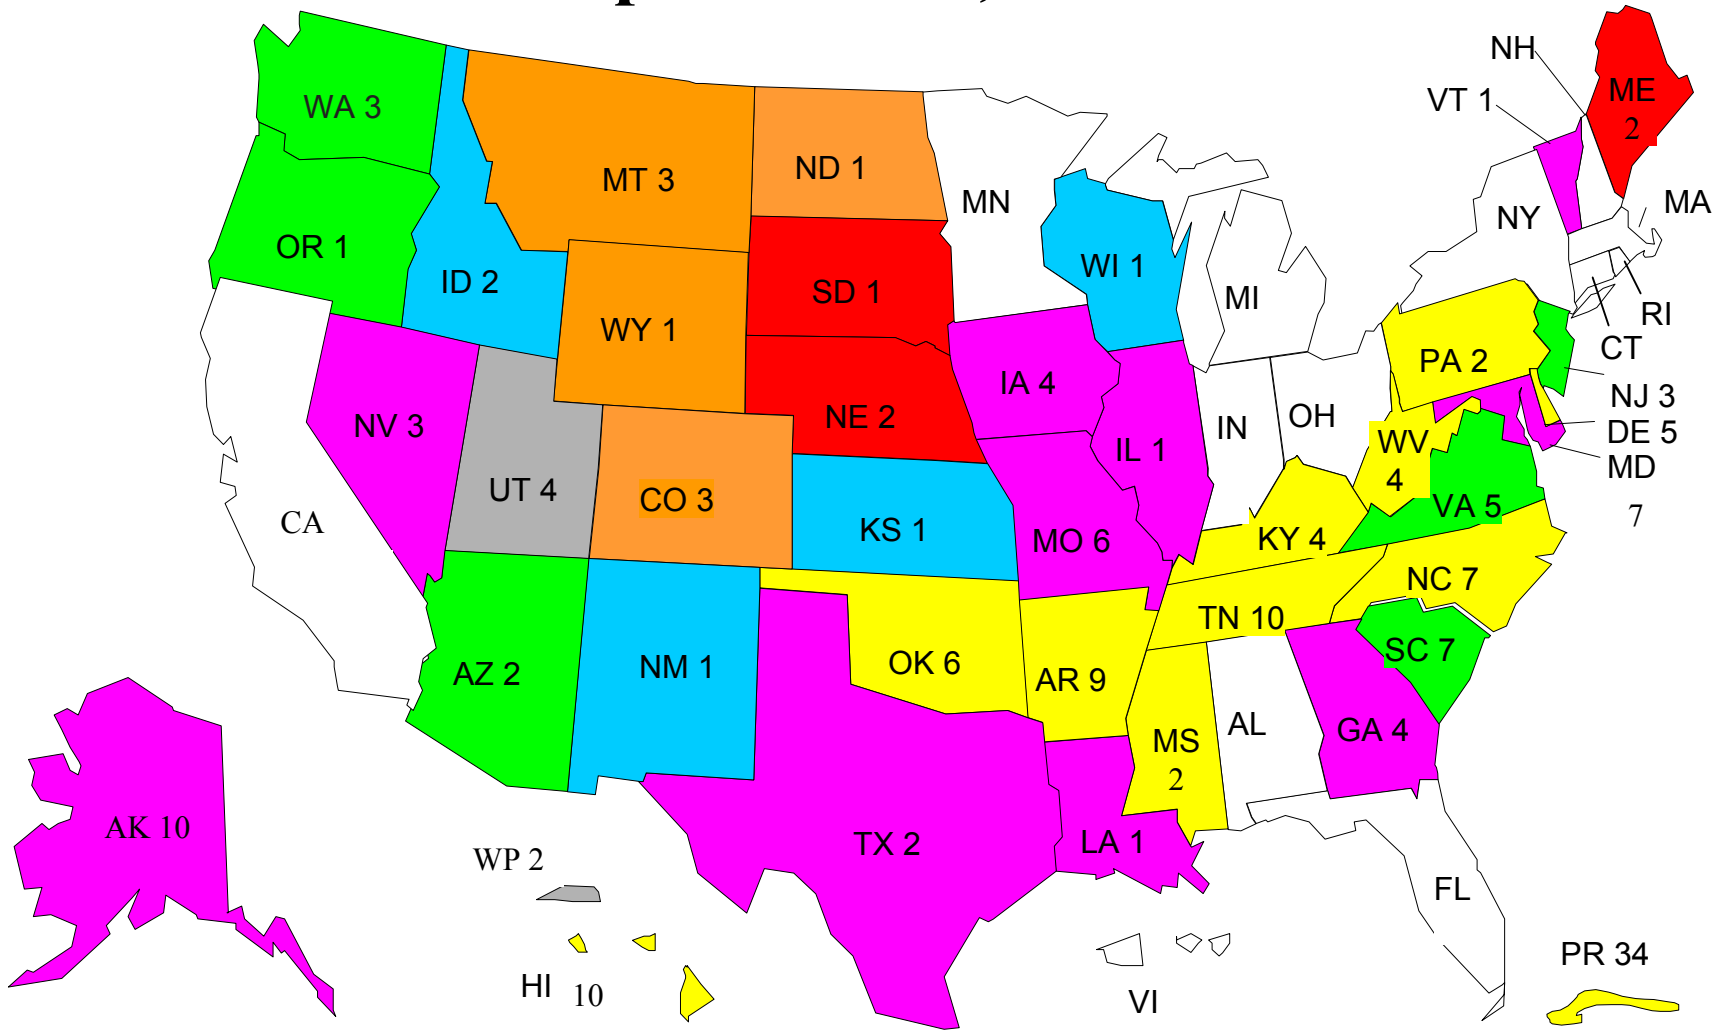 NH
VT 1
ME
2
WA 3
MT 3
ND 1
MN
NY
MA
OR 1
ID 2
WI 1
SD 1
MI
RI
WY 1
CT
PA 2
NJ 3
IA 4
NV 3
NE 2
IN
OH
WV
4
DE 5
MD
7
IL 1
UT 4
CO 3
VA 5
CA
KS 1
MO 6
KY 4
NC 7
TN 10
AZ 2
NM 1
OK 6
AR 9
SC 7
AL
GA 4
MS
2
AK 10
TX 2
LA 1
WP 2
FL
HI 10
VI
PR 34